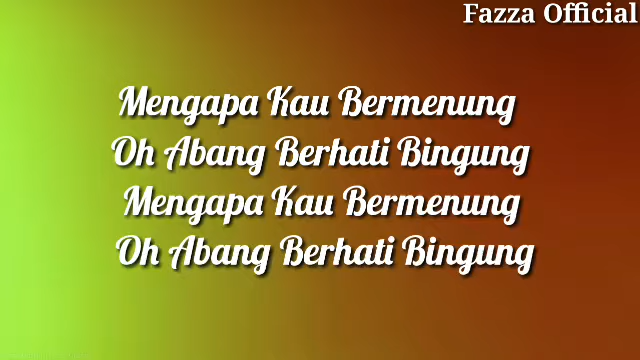 Fazza Official
Mengapa Kau Bermenung
Oh Abang Berhati Bingung
Mengapa Kau Bermenung
Oh Abang Berhati Bingung